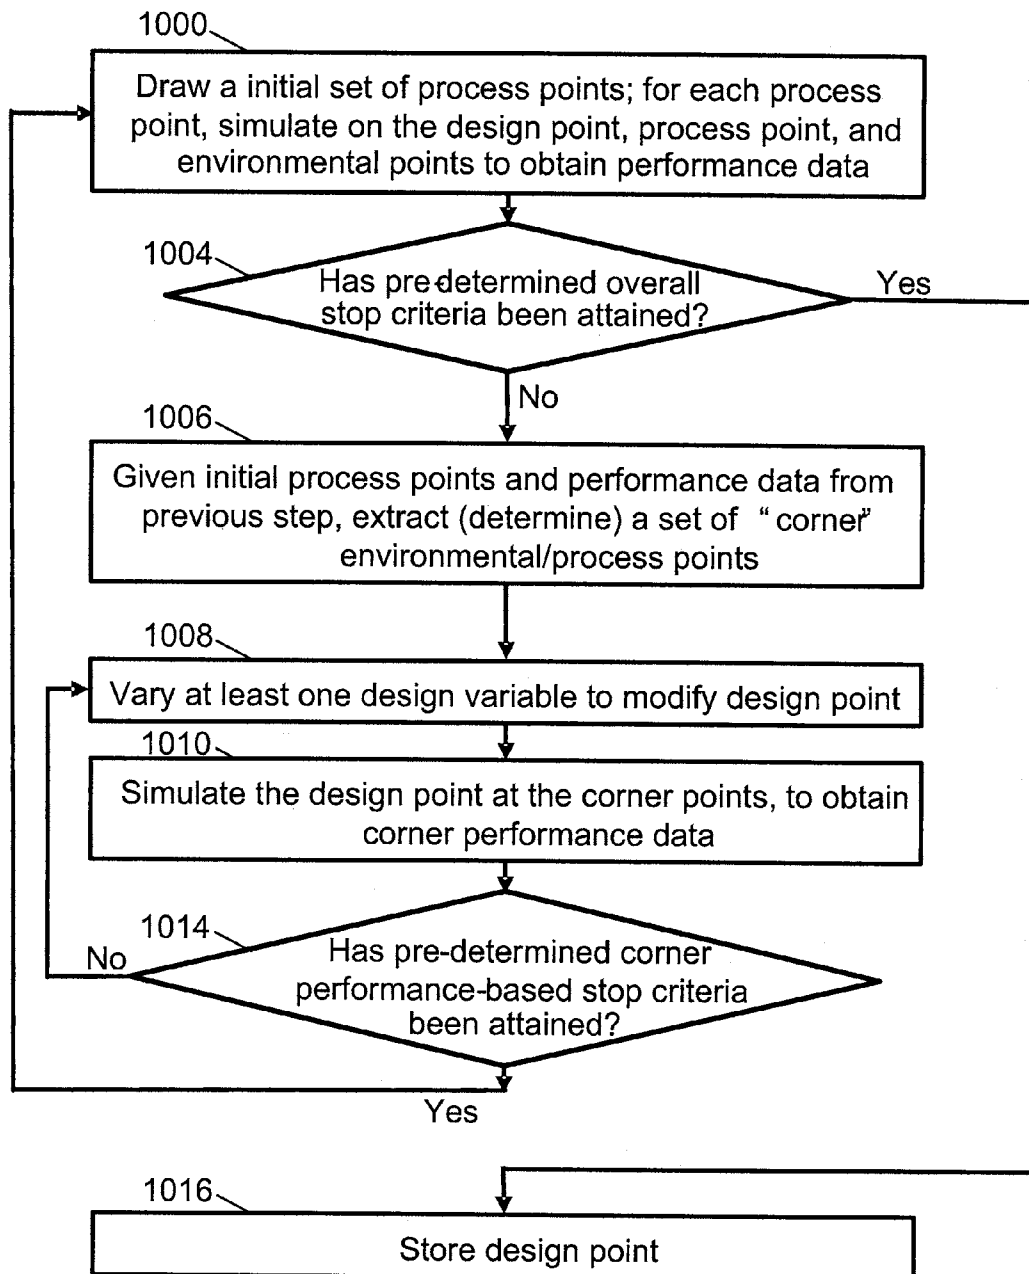 1000
Draw a initial set of process points; for each process
point, simulate on the design point, process point, and
environmental points to obtain performance data
1004
Has pre-determined overall
stop criteria been attained?
Yes
No
1006
Given initial process points and performance data from
previous step, extract (determine) a set of "corner"
environmental/process points
1008
Vary at least one design variable to modify design point
1010
Simulate the design point at the corner points, to obtain
corner performance data
1014
No
Has pre-determined corner
performance-based stop criteria
been attained?
Yes
1016
Store design point